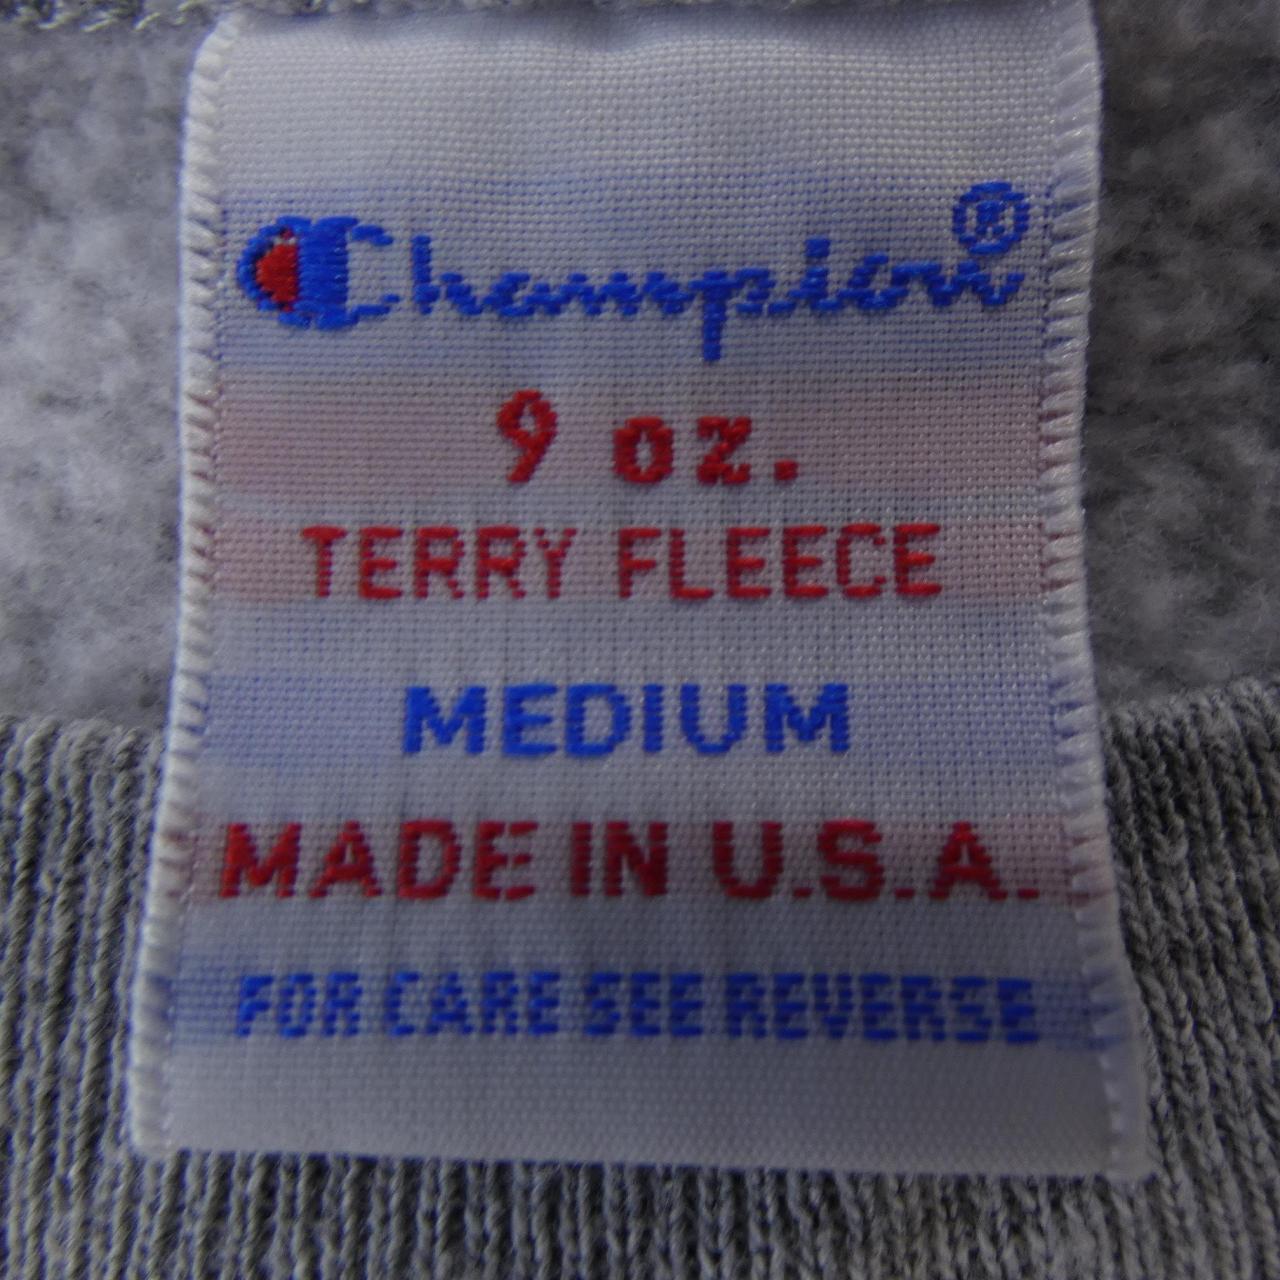 Champion®
9 oz.
TERRY FLEECE
MEDIUM
MADE IN U.S.A.
FOR CARE SEE REVERSE